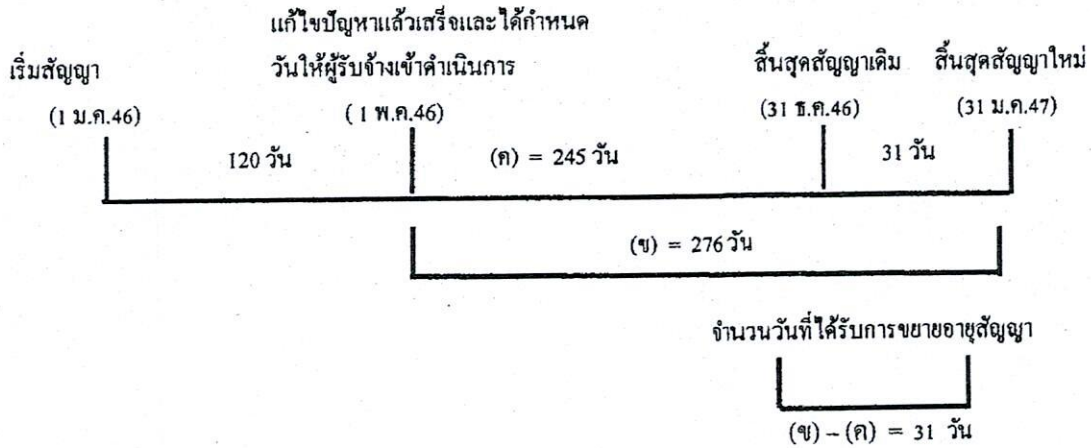 แก้ไขปัญหาแล้วเสร็จและได้กำหนด
วันให้ผู้รับจ้างเข้าดำเนินการ
เริ่มสัญญา
สิ้นสุดสัญญาเดิม
สิ้นสุดสัญญาใหม่
(1 ม.ค.46)
( 1 พ.ค.46)
(31 ธ.ค.46)
(31 ม.ค.47)
120 วัน
(ค) = 245 วัน
31 วัน
(ข) = 276 วัน
จำนวนวันที่ได้รับการขยายอายุสัญญา
(ข) – (ค) = 31 วัน